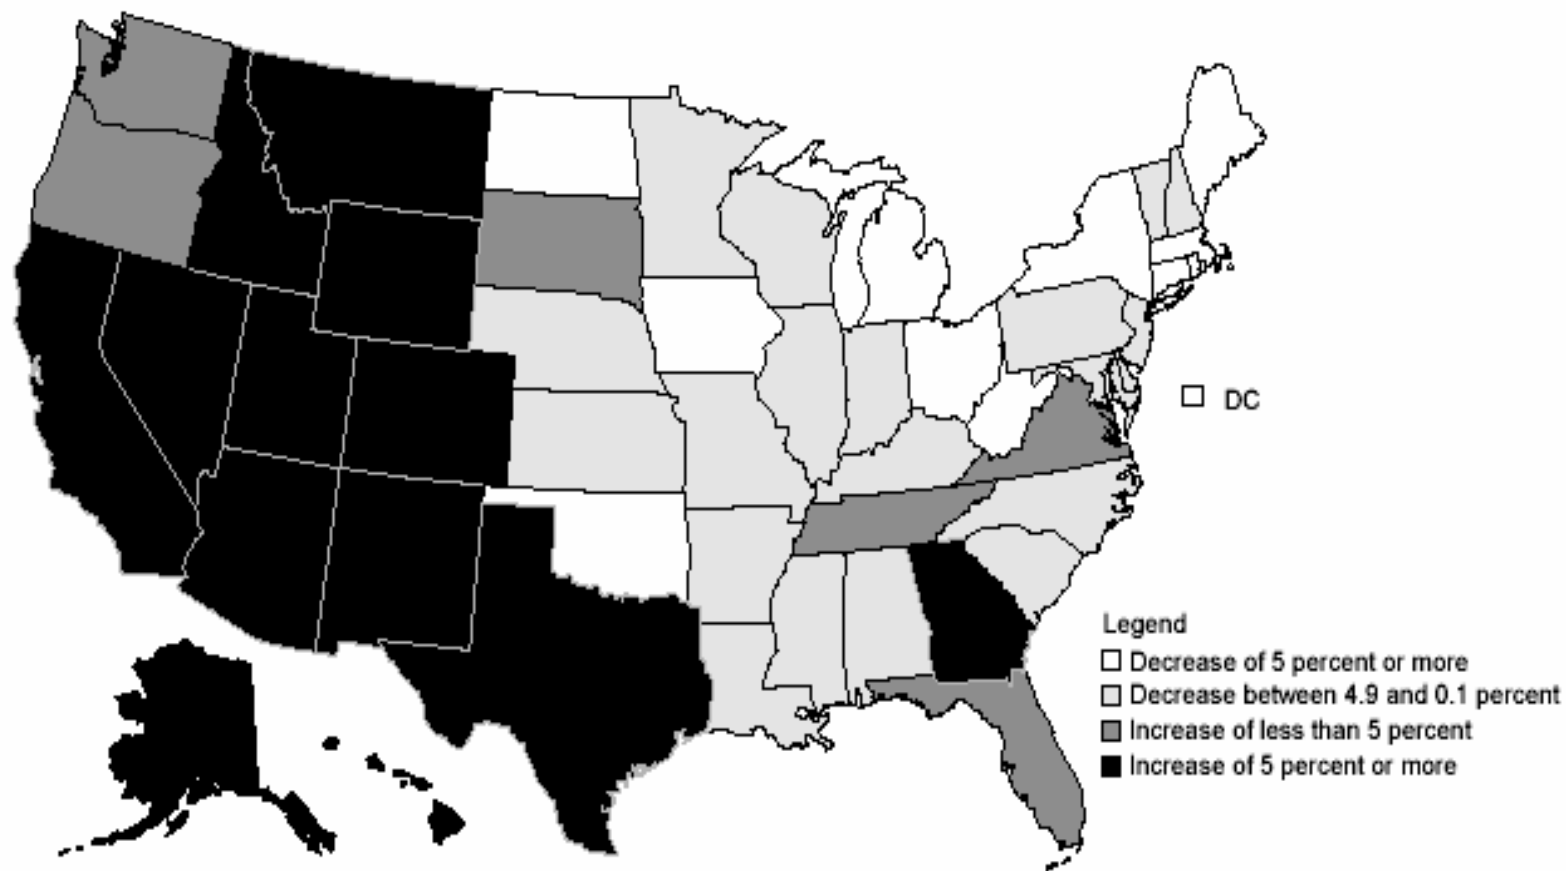 DC
Legend
Decrease of 5 percent or more
Decrease between 4.9 and 0.1 percent
Increase of less than 5 percent
Increase of 5 percent or more